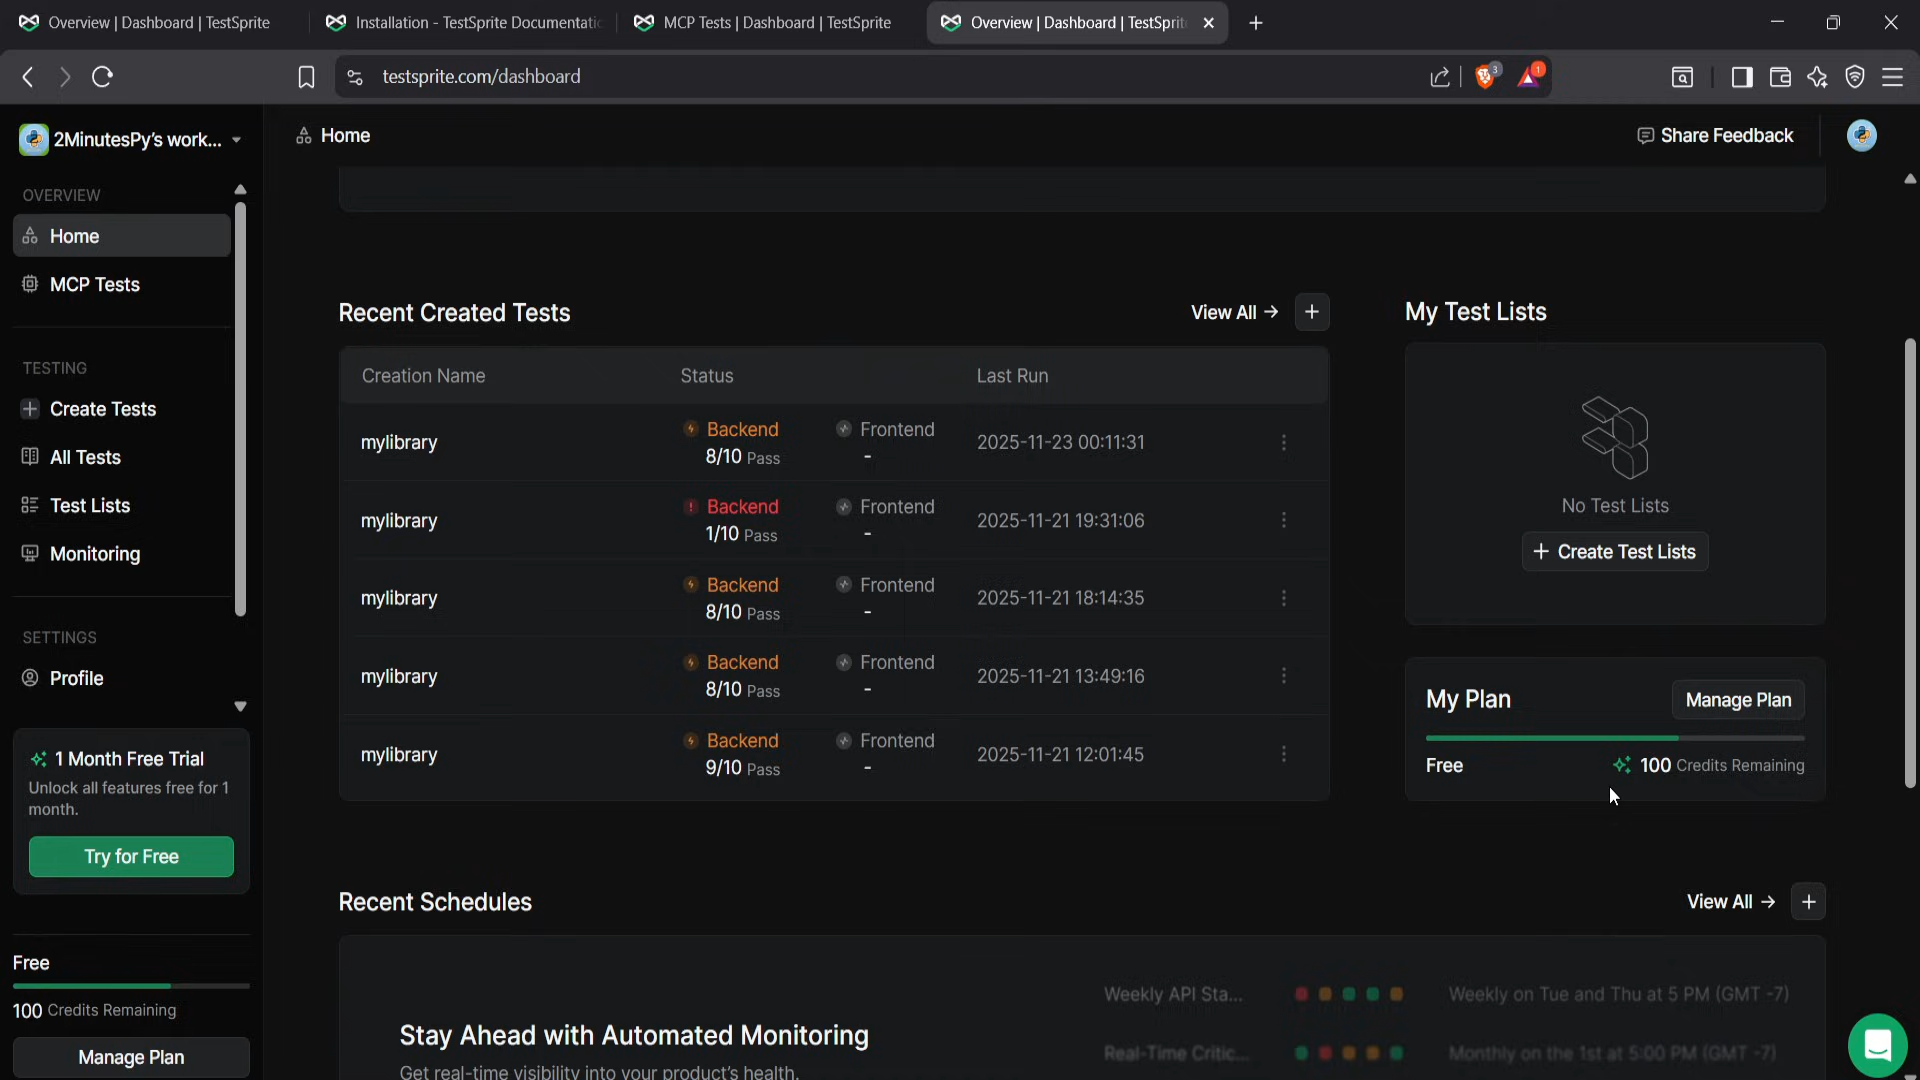 Overview | Dashboard | TestSprite
Installation - TestSprite Documentatic
MCP Tests | Dashboard | TestSprite
Overview | Dashboard | TestSprit
testsprite.com/dashboard
3
1
2MinutesPy's work...
Home
Share Feedback
OVERVIEW
Home
MCP Tests
TESTING
Create Tests
All Tests
Test Lists
Monitoring
SETTINGS
Profile
1 Month Free Trial
Unlock all features free for 1
month.
Try for Free
Free
100 Credits Remaining
Manage Plan
Recent Created Tests
View All →
Creation Name Status Last Run
mylibrary Backend 8/10 Pass Frontend - 2025-11-23 00:11:31
mylibrary Backend 1/10 Pass Frontend - 2025-11-21 19:31:06
mylibrary Backend 8/10 Pass Frontend - 2025-11-21 18:14:35
mylibrary Backend 8/10 Pass Frontend - 2025-11-21 13:49:16
mylibrary Backend 9/10 Pass Frontend - 2025-11-21 12:01:45
My Test Lists
No Test Lists
+ Create Test Lists
My Plan
Manage Plan
Free
100 Credits Remaining
Recent Schedules
View All →
Stay Ahead with Automated Monitoring
Get real-time visibility into your product's health.
Weekly API Sta... Weekly on Tue and Thu at 5 PM (GMT -7)
Real-Time Critic... Monthly on the 1st at 5:00 PM (GMT -7)